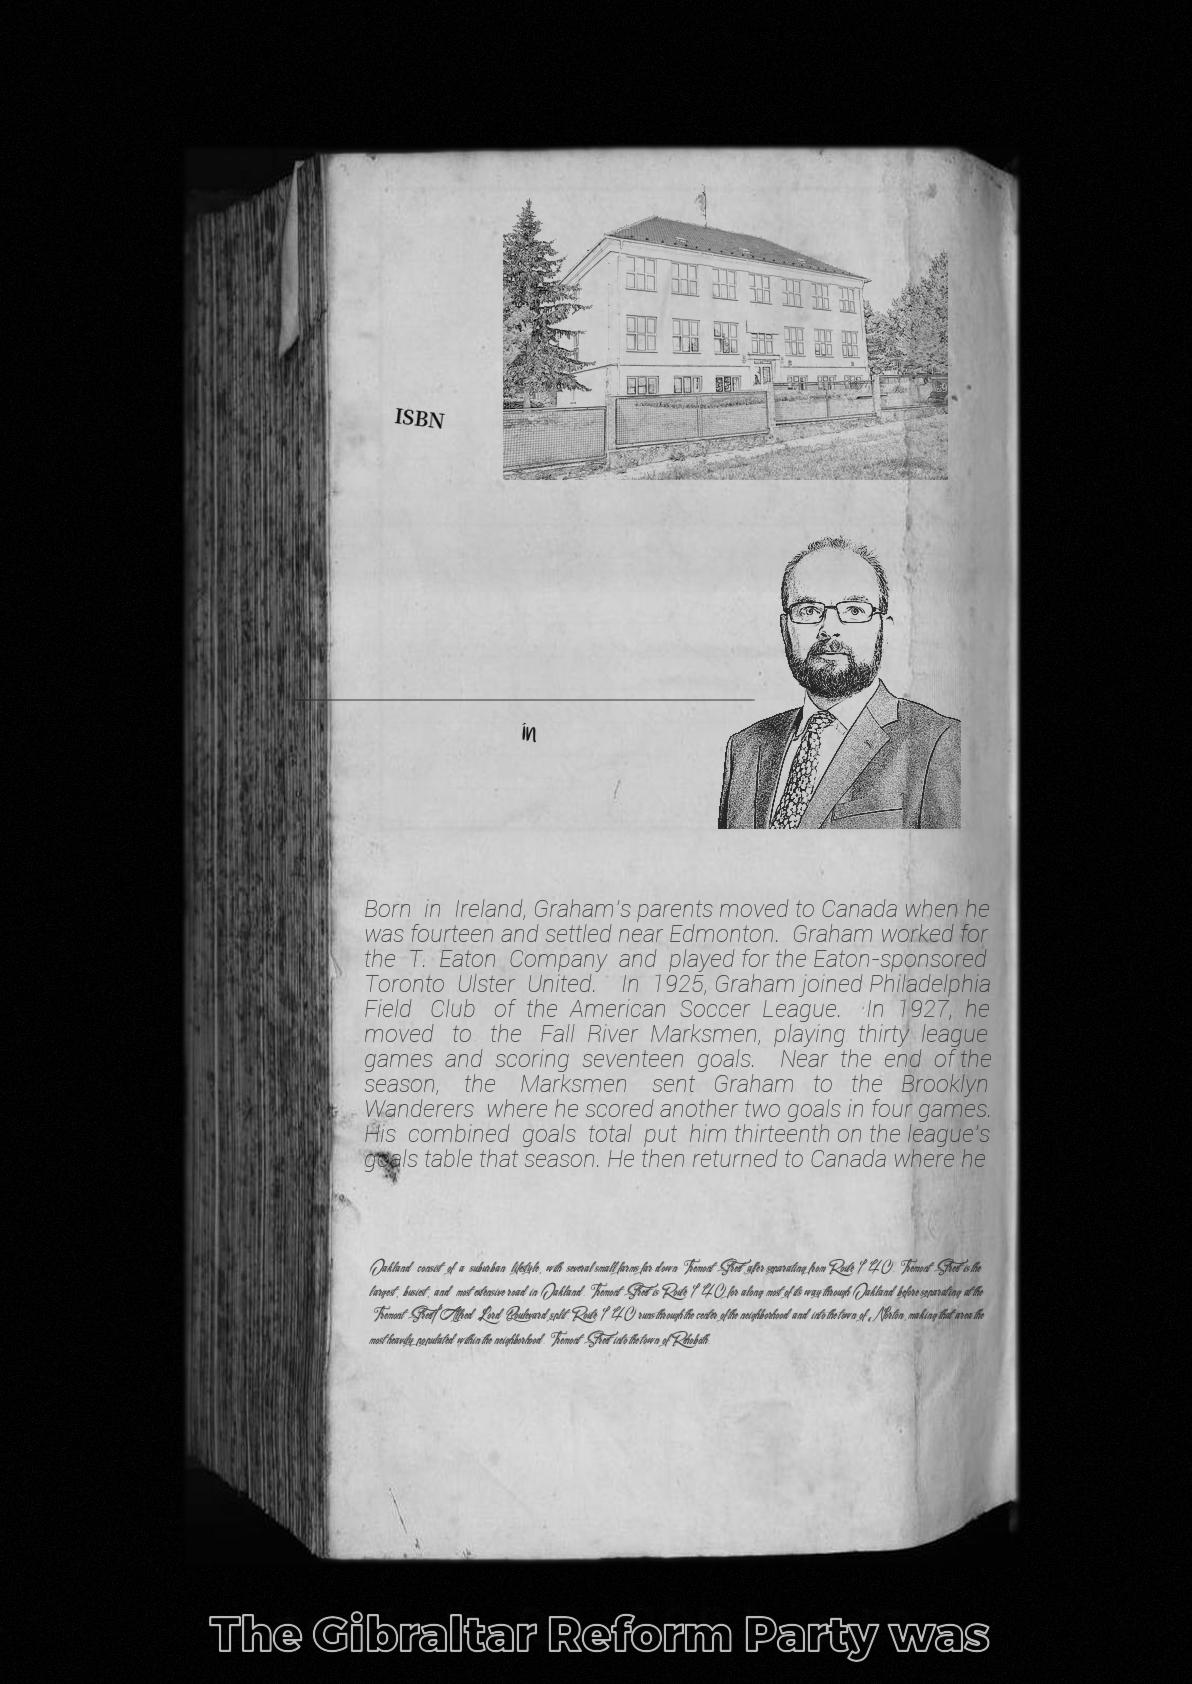 ISBN
in
Born in Ireland, Graham's parents moved to Canada when he
was fourteen and settled near Edmonton. Graham worked for
the T. Eaton Company and played for the Eaton-sponsored
Toronto Ulster United. In 1925, Graham joined Philadelphia
Field Club of the American Soccer League. In 1927, he
moved to the Fall River Marksmen, playing thirty league
games and scoring seventeen goals. Near the end of the
season, the Marksmen sent Graham to the Brooklyn
Wanderers where he scored another two goals in four games.
His combined goals total put him thirteenth on the league's
goals table that season. He then returned to Canada where he
Oakland consist of a suburban lifestyle, with several small farms far down Tremont Street after separating from Route 140. Tremont Street is the
largest, busiest, and most extensive road in Oakland. Tremont Street is Route 140 for along most of its way through Oakland before separating at the
Tremont Street/Alfred Lord Boulevard split. Route 140 runs through the center of the neighborhood and into the town of Norton, making that area the
most heavily populated within the neighborhood. Tremont Street into the town of Rehobeth.
The Gibraltar Reform Party was